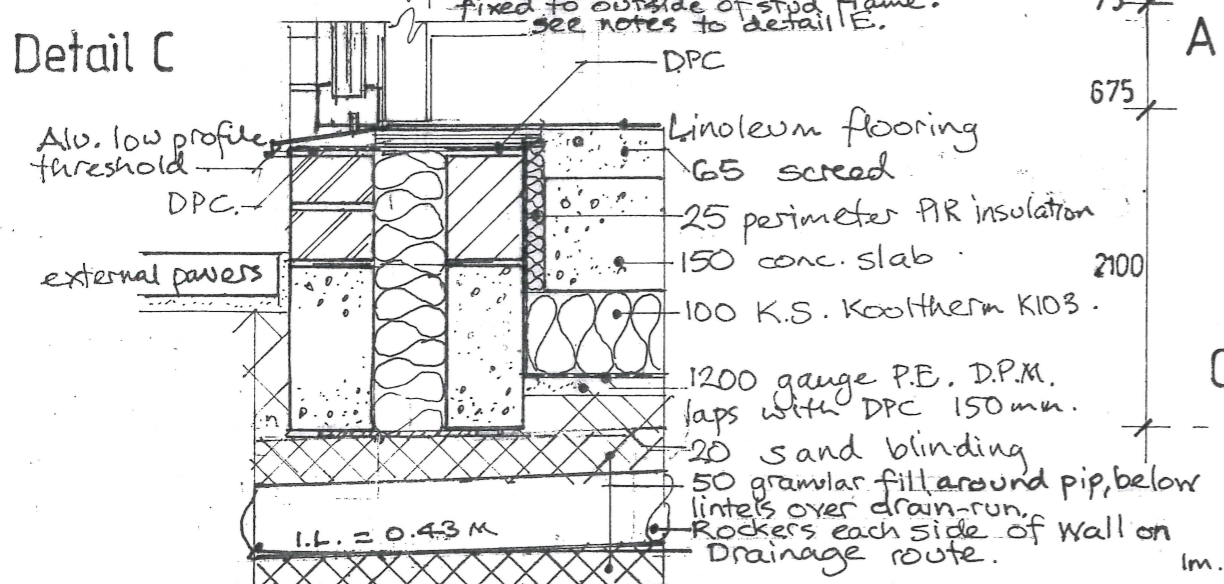 fixed to outside of stud frame.
see notes to detail E.
Detail C
DPC
Alu. low profile
threshold
DPC.
external pavers
Linoleum flooring
65 screed
25 perimeter PIR insulation
150 conc. slab
100 K.S. Kooltherm K103.
1200 gauge P.E. D.P.M.
laps with DPC 150mm.
20 sand blinding
50 granular fill around pip, below
lintels over drain-run.
Rockers each side of Wall on
Drainage route.
I.L. = 0.43 M
n
75
A
675
2100
C
1m.